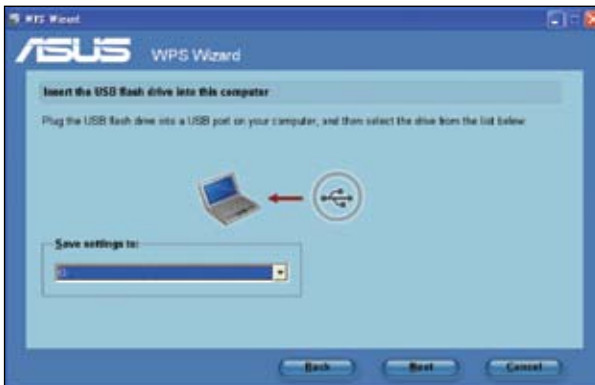 WPS Wizard
ASUS WPS Wizard
Insert the USB flash drive into this computer
Plug the USB flash drive into a USB port on your computer, and then select the drive from the list below
Save settings to:
Back Next Cancel